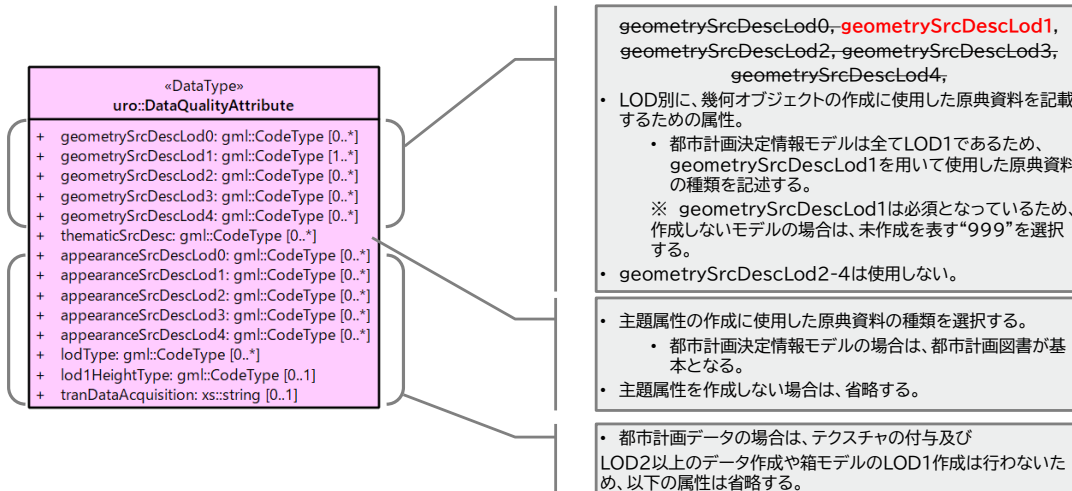 «DataType»
uro::DataQualityAttribute
+ geometrySrcDescLod0: gml::CodeType [0..*]
+ geometrySrcDescLod1: gml::CodeType [1..*]
+ geometrySrcDescLod2: gml::CodeType [0..*]
+ geometrySrcDescLod3: gml::CodeType [0..*]
+ geometrySrcDescLod4: gml::CodeType [0..*]
+ thematicSrcDesc: gml::CodeType [0..*]
+ appearanceSrcDescLod0: gml::CodeType [0..*]
+ appearanceSrcDescLod1: gml::CodeType [0..*]
+ appearanceSrcDescLod2: gml::CodeType [0..*]
+ appearanceSrcDescLod3: gml::CodeType [0..*]
+ appearanceSrcDescLod4: gml::CodeType [0..*]
+ lodType: gml::CodeType [0..*]
+ lod1HeightType: gml::CodeType [0..1]
+ tranDataAcquisition: xs::string [0..1]
geometrySrcDescLod0, geometrySrcDescLod1,
geometrySrcDescLod2, geometrySrcDescLod3,
geometrySrcDescLod4,
• LOD別に、幾何オブジェクトの作成に使用した原典資料を記載
するための属性。
• 都市計画決定情報モデルは全てLOD1であるため、
geometrySrcDescLod1を用いて使用した原典資料
の種類を記述する。
※ geometrySrcDescLod1は必須となっているため、
作成しないモデルの場合は、未作成を表す“999”を選択
する。
• geometrySrcDescLod2-4は使用しない。
• 主題属性の作成に使用した原典資料の種類を選択する。
• 都市計画決定情報モデルの場合は、都市計画図書が基
本となる。
• 主題属性を作成しない場合は、省略する。
• 都市計画データの場合は、テクスチャの付与及び
LOD2以上のデータ作成や箱モデルのLOD1作成は行わないた
め、以下の属性は省略する。